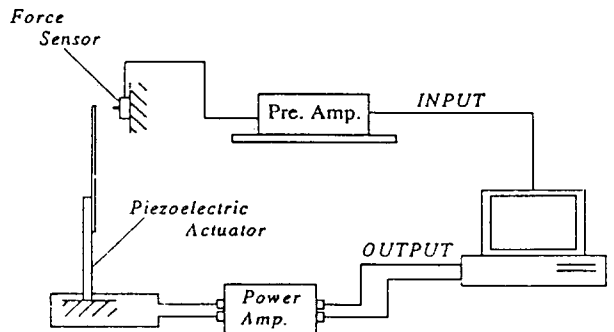 Force
Sensor
Pre. Amp.
INPUT
Piezoelectric
Actuator
OUTPUT
Power
Amp.